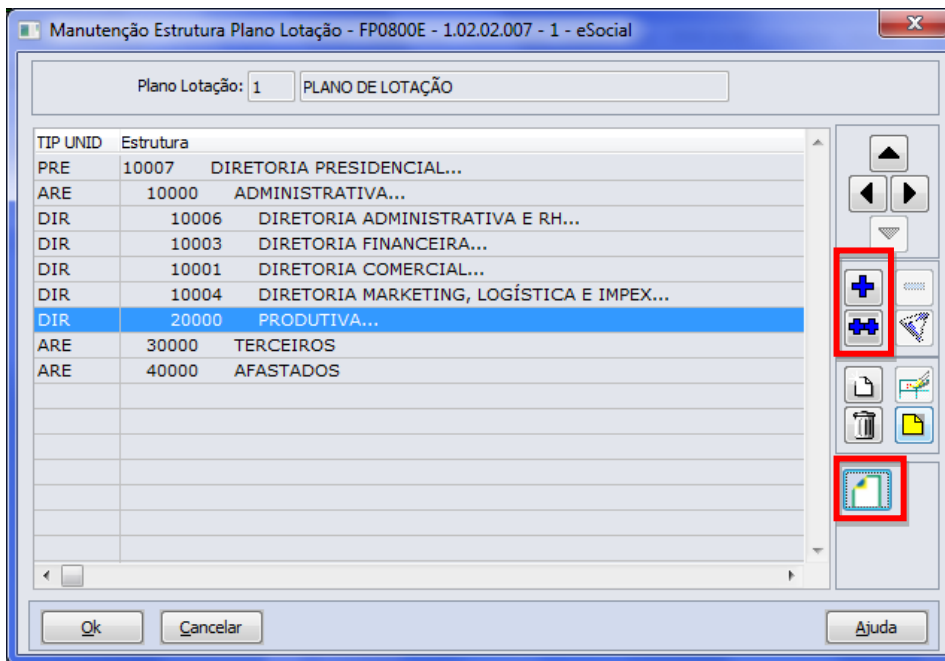 Manutenção Estrutura Plano Lotação - FP0800E - 1.02.02.007 - 1 - eSocial
Plano Lotação: 1 PLANO DE LOTAÇÃO
TIP UNID Estrutura
PRE 10007 DIRETORIA PRESIDENCIAL...
ARE 10000 ADMINISTRATIVA...
DIR 10006 DIRETORIA ADMINISTRATIVA E RH...
DIR 10003 DIRETORIA FINANCEIRA...
DIR 10001 DIRETORIA COMERCIAL...
DIR 10004 DIRETORIA MARKETING, LOGÍSTICA E IMPEX...
DIR 20000 PRODUTIVA...
ARE 30000 TERCEIROS
ARE 40000 AFASTADOS
Ok Cancelar Ajuda